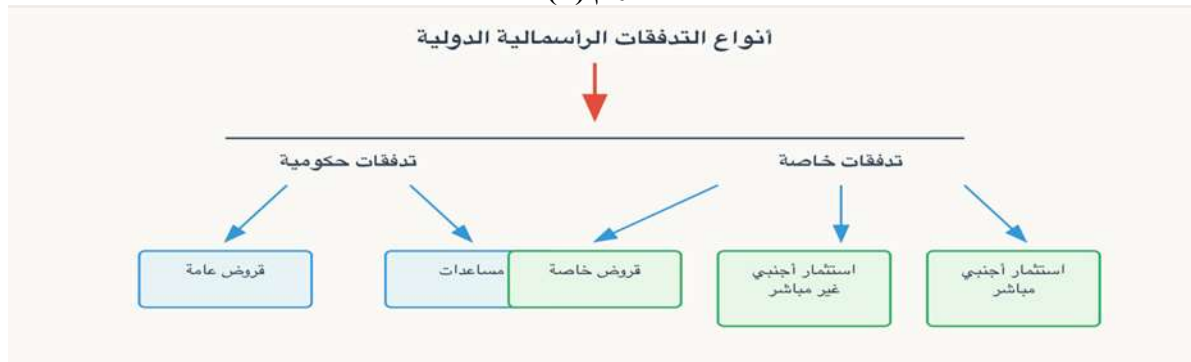 أنواع التدفقات الرأسمالية الدولية
تدفقات خاصة
تدفقات حكومية
استثمار أجنبي
مباشر
استثمار أجنبي
غير مباشر
قروض خاصة
مساعدات
قروض عامة